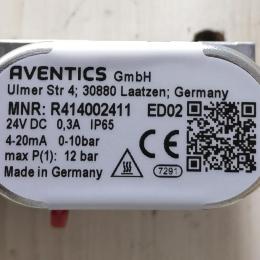 AVENTICS GmbH
Ulmer Str 4; 30880 Laatzen; Germany
MNR: R414002411 ED02
24V DC 0,3A IP65
4-20mA 0-10bar
max P(1): 12 bar
Made in Germany 7291